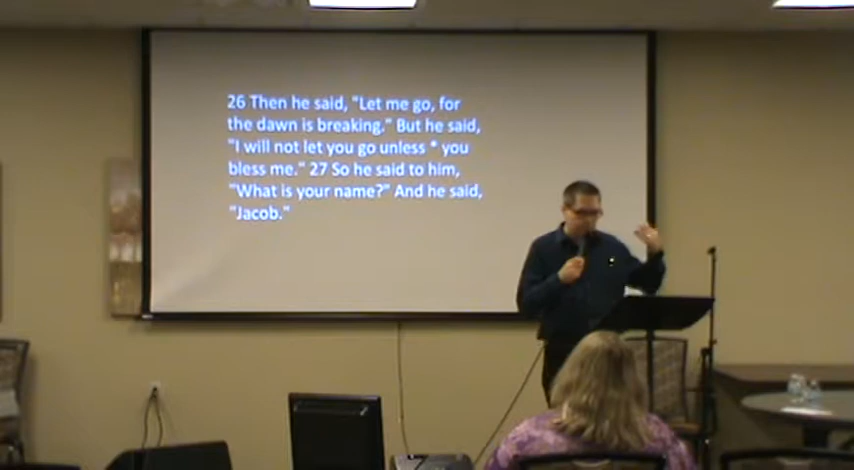 26 Then he said, "Let me go, for
the dawn is breaking." But he said,
"I will not let you go unless * you
bless me." 27 So he said to him,
"What is your name?" And he said,
"Jacob."